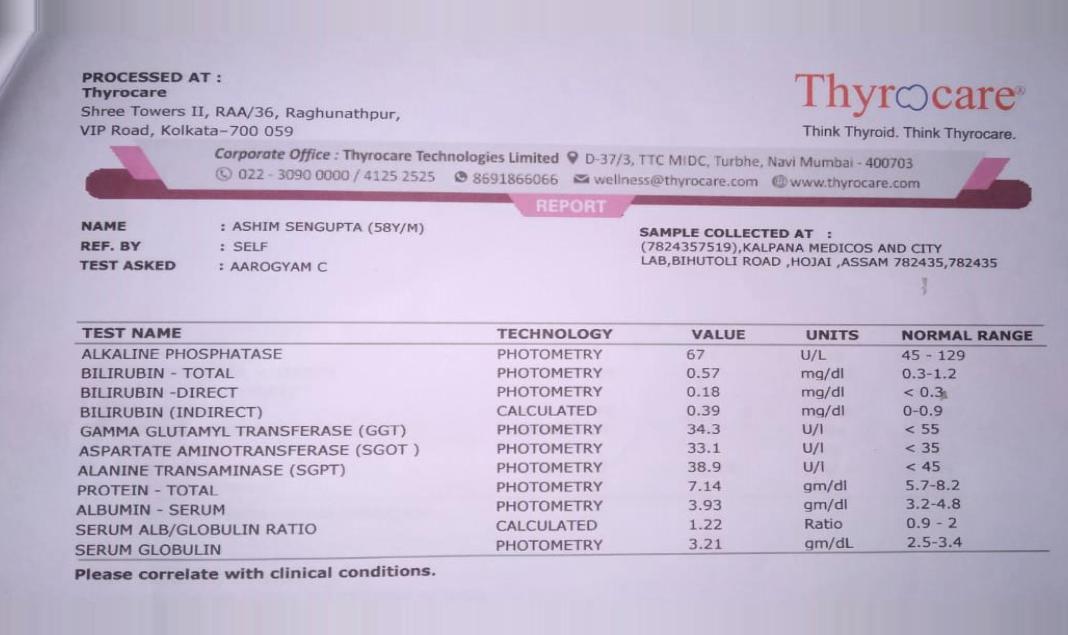 PROCESSED AT :
Thyrocare
Shree Towers II, RAA/36, Raghunathpur,
VIP Road, Kolkata-700 059
Thyrocare®
Think Thyroid. Think Thyrocare.
Corporate Office : Thyrocare Technologies Limited D-37/3, TTC MIDC, Turbhe, Navi Mumbai - 400703
022 - 3090 0000 / 4125 2525 8691866066 wellness@thyrocare.com www.thyrocare.com
REPORT
NAME : ASHIM SENGUPTA (58Y/M)
REF. BY : SELF
TEST ASKED : AAROGYAM C
SAMPLE COLLECTED AT :
(7824357519),KALPANA MEDICOS AND CITY
LAB,BIHUTOLI ROAD ,HOJAI ,ASSAM 782435,782435
TEST NAME TECHNOLOGY VALUE UNITS NORMAL RANGE
ALKALINE PHOSPHATASE PHOTOMETRY 67 U/L 45 - 129
BILIRUBIN - TOTAL PHOTOMETRY 0.57 mg/dl 0.3-1.2
BILIRUBIN -DIRECT PHOTOMETRY 0.18 mg/dl < 0.3
BILIRUBIN (INDIRECT) CALCULATED 0.39 mg/dl 0-0.9
GAMMA GLUTAMYL TRANSFERASE (GGT) PHOTOMETRY 34.3 U/l < 55
ASPARTATE AMINOTRANSFERASE (SGOT ) PHOTOMETRY 33.1 U/l < 35
ALANINE TRANSAMINASE (SGPT) PHOTOMETRY 38.9 U/l < 45
PROTEIN - TOTAL PHOTOMETRY 7.14 gm/dl 5.7-8.2
ALBUMIN - SERUM PHOTOMETRY 3.93 gm/dl 3.2-4.8
SERUM ALB/GLOBULIN RATIO CALCULATED 1.22 Ratio 0.9 - 2
SERUM GLOBULIN PHOTOMETRY 3.21 gm/dL 2.5-3.4
Please correlate with clinical conditions.